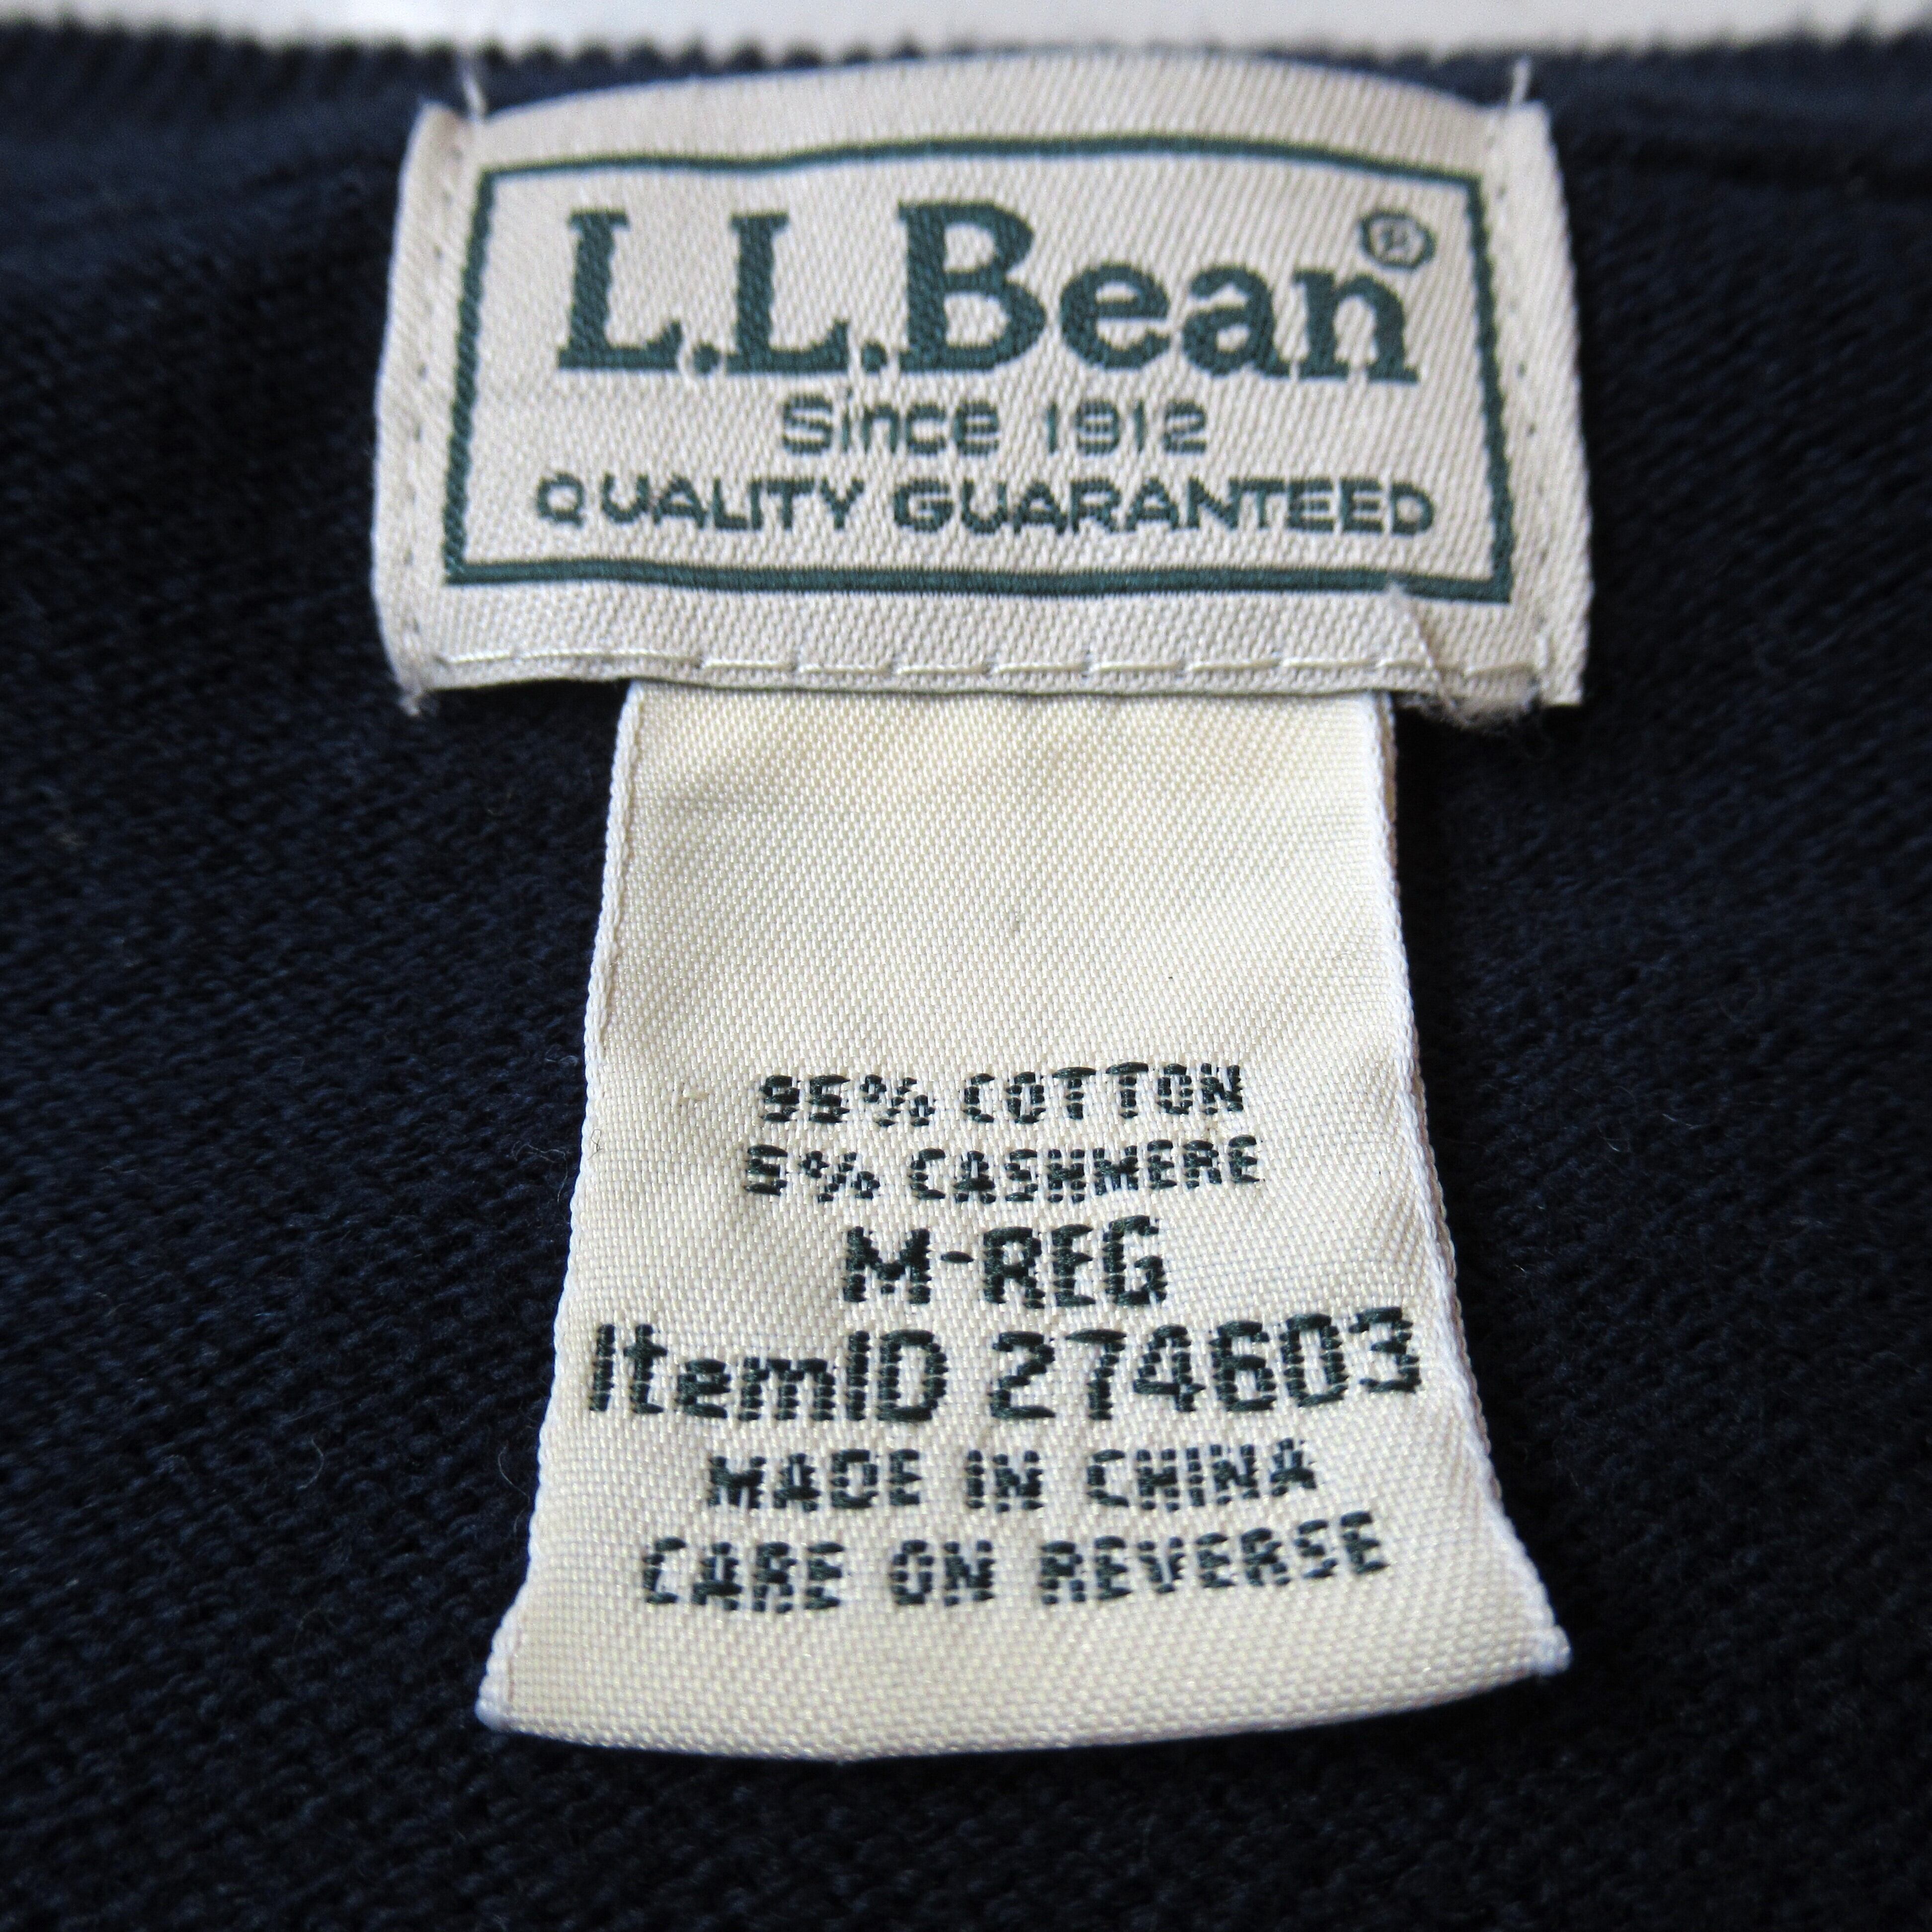 L.L.Bean®
Since 1912
QUALITY GUARANTEED
95% COTTON
5% CASHMERE
M-REG
ItemID 274603
MADE IN CHINA
CARE ON REVERSE